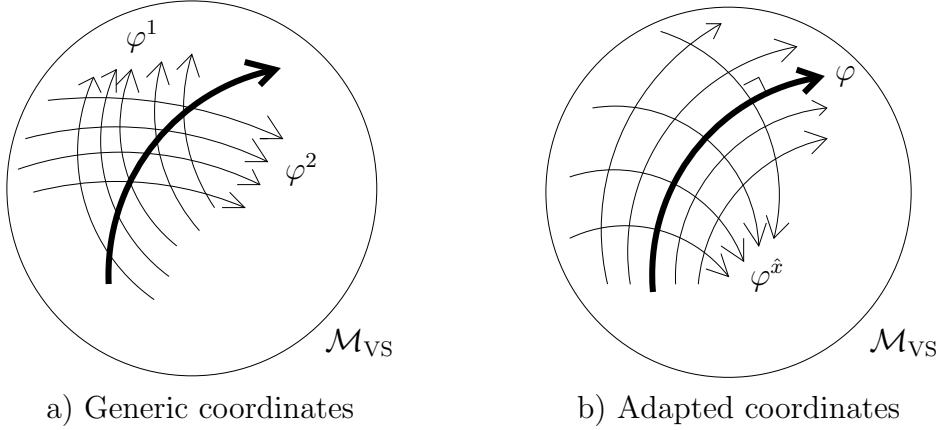 φ¹
φ²
ℳ_VS
a) Generic coordinates
φ
φ^x̂
ℳ_VS
b) Adapted coordinates